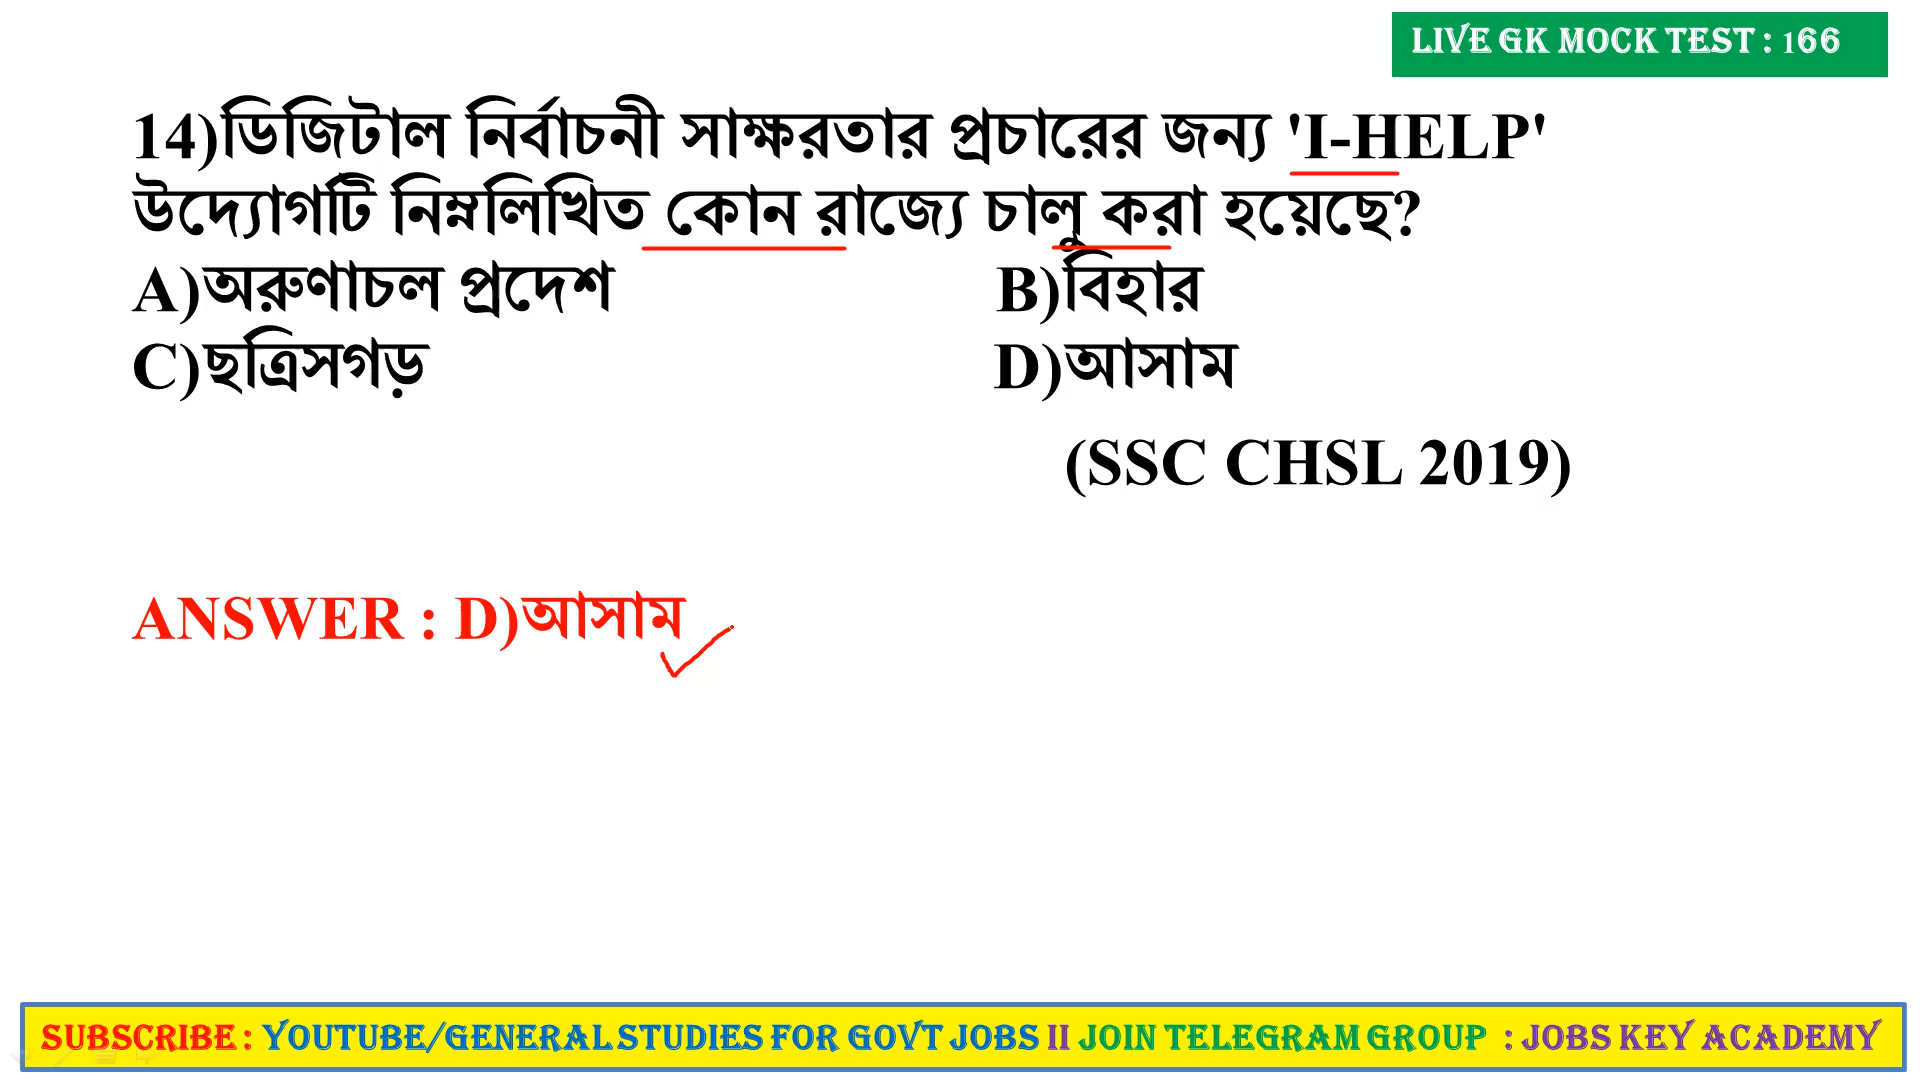 LIVE GK MOCK TEST : 166
14)ডিজিটাল নির্বাচনী সাক্ষরতার প্রচারের জন্য 'I-HELP'
উদ্যোগটি নিম্নলিখিত কোন রাজ্যে চালু করা হয়েছে?
A)অরুণাচল প্রদেশ B)বিহার
C)ছত্রিসগড় D)আসাম
(SSC CHSL 2019)
ANSWER : D)আসাম
SUBSCRIBE : YOUTUBE/GENERAL STUDIES FOR GOVT JOBS II JOIN TELEGRAM GROUP : JOBS KEY ACADEMY